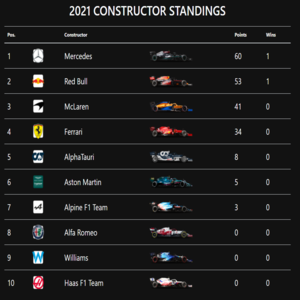 2021 CONSTRUCTOR STANDINGS
Pos. Constructor Points Wins
1 Mercedes 60 1
2 Red Bull 53 1
3 McLaren 41 0
4 Ferrari 34 0
5 AlphaTauri 8 0
6 Aston Martin 5 0
7 Alpine F1 Team 3 0
8 Alfa Romeo 0 0
9 Williams 0 0
10 Haas F1 Team 0 0